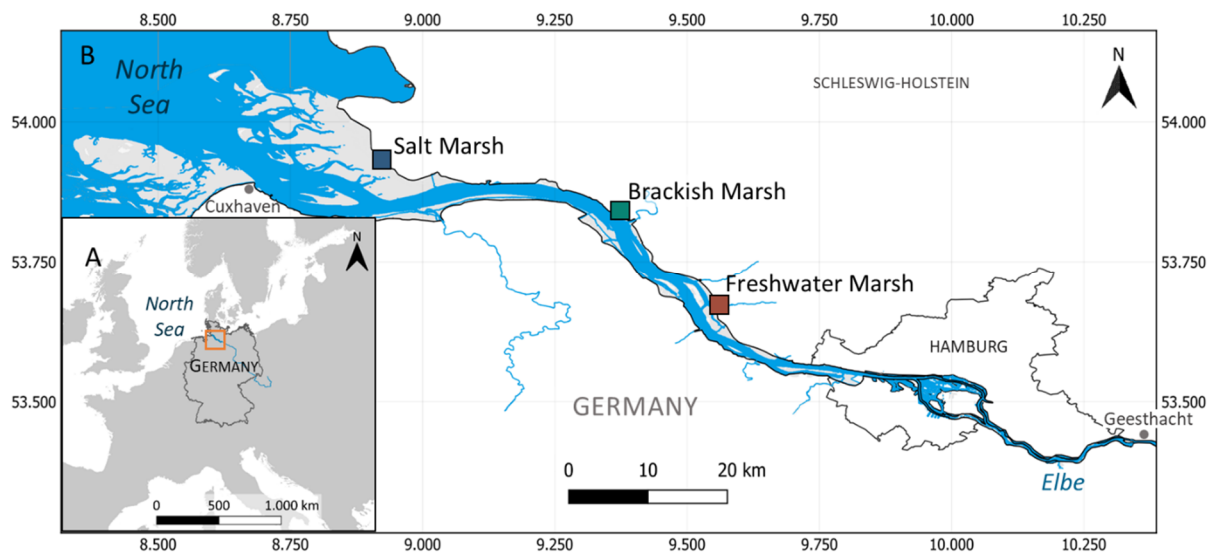 8.500 8.750 9.000 9.250 9.500 9.750 10.000 10.250
B
North
Sea
SCHLESWIG-HOLSTEIN
N
54.000 54.000
Salt Marsh
Brackish Marsh
Cuxhaven
A
N
53.750 53.750
North
Sea
Freshwater Marsh
GERMANY
HAMBURG
53.500 53.500
GERMANY
Geesthacht
0 10 20 km
Elbe
0 500 1.000 km
8.500 8.750 9.000 9.250 9.500 9.750 10.000 10.250